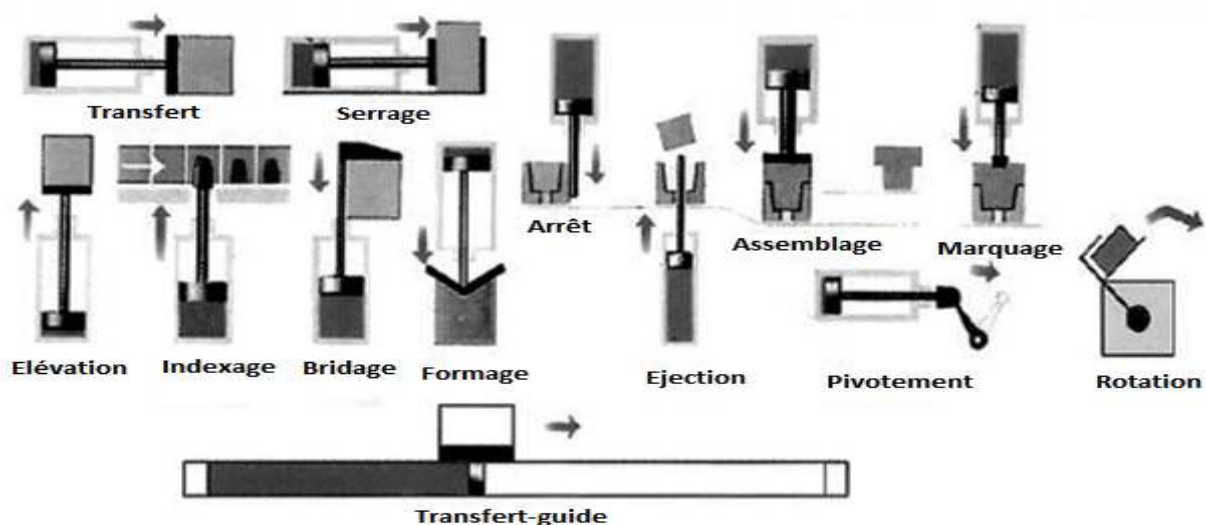 Transfert
Serrage
Arrêt
Assemblage
Marquage
Elévation
Indexage
Bridage
Formage
Ejection
Pivotement
Rotation
Transfert-guide